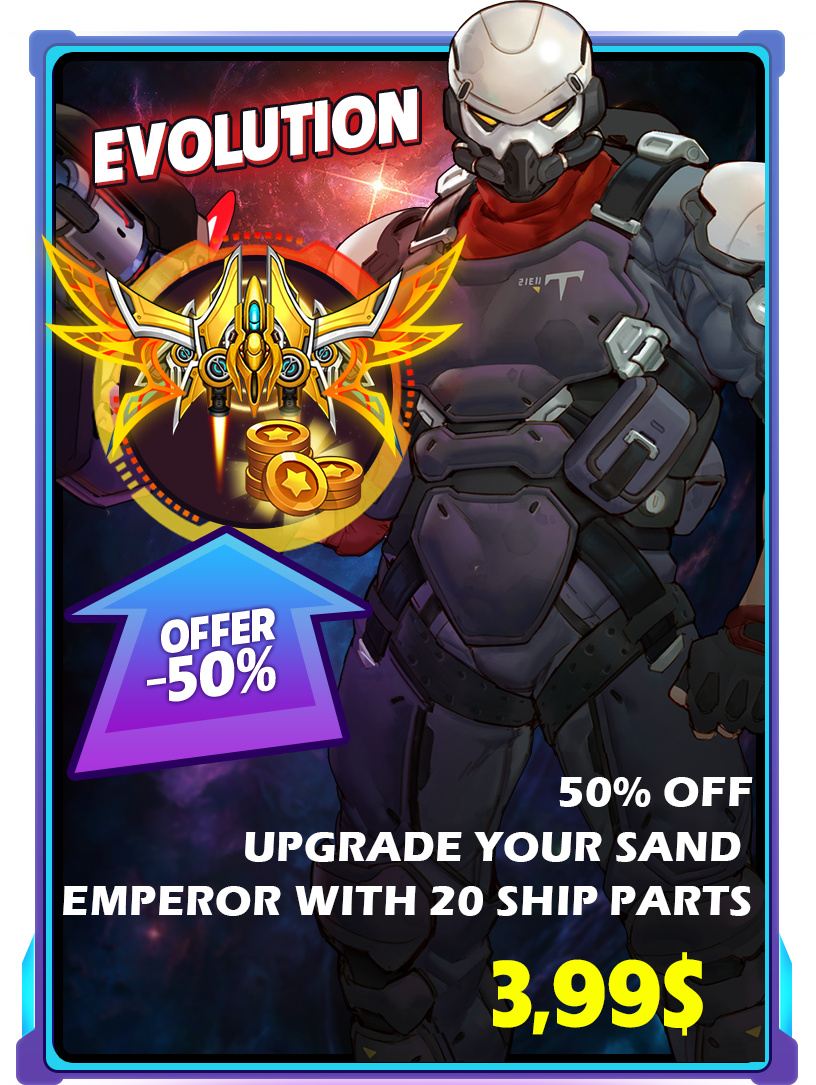 EVOLUTION
OFFER
-50%
50% OFF
UPGRADE YOUR SAND
EMPEROR WITH 20 SHIP PARTS
3,99$